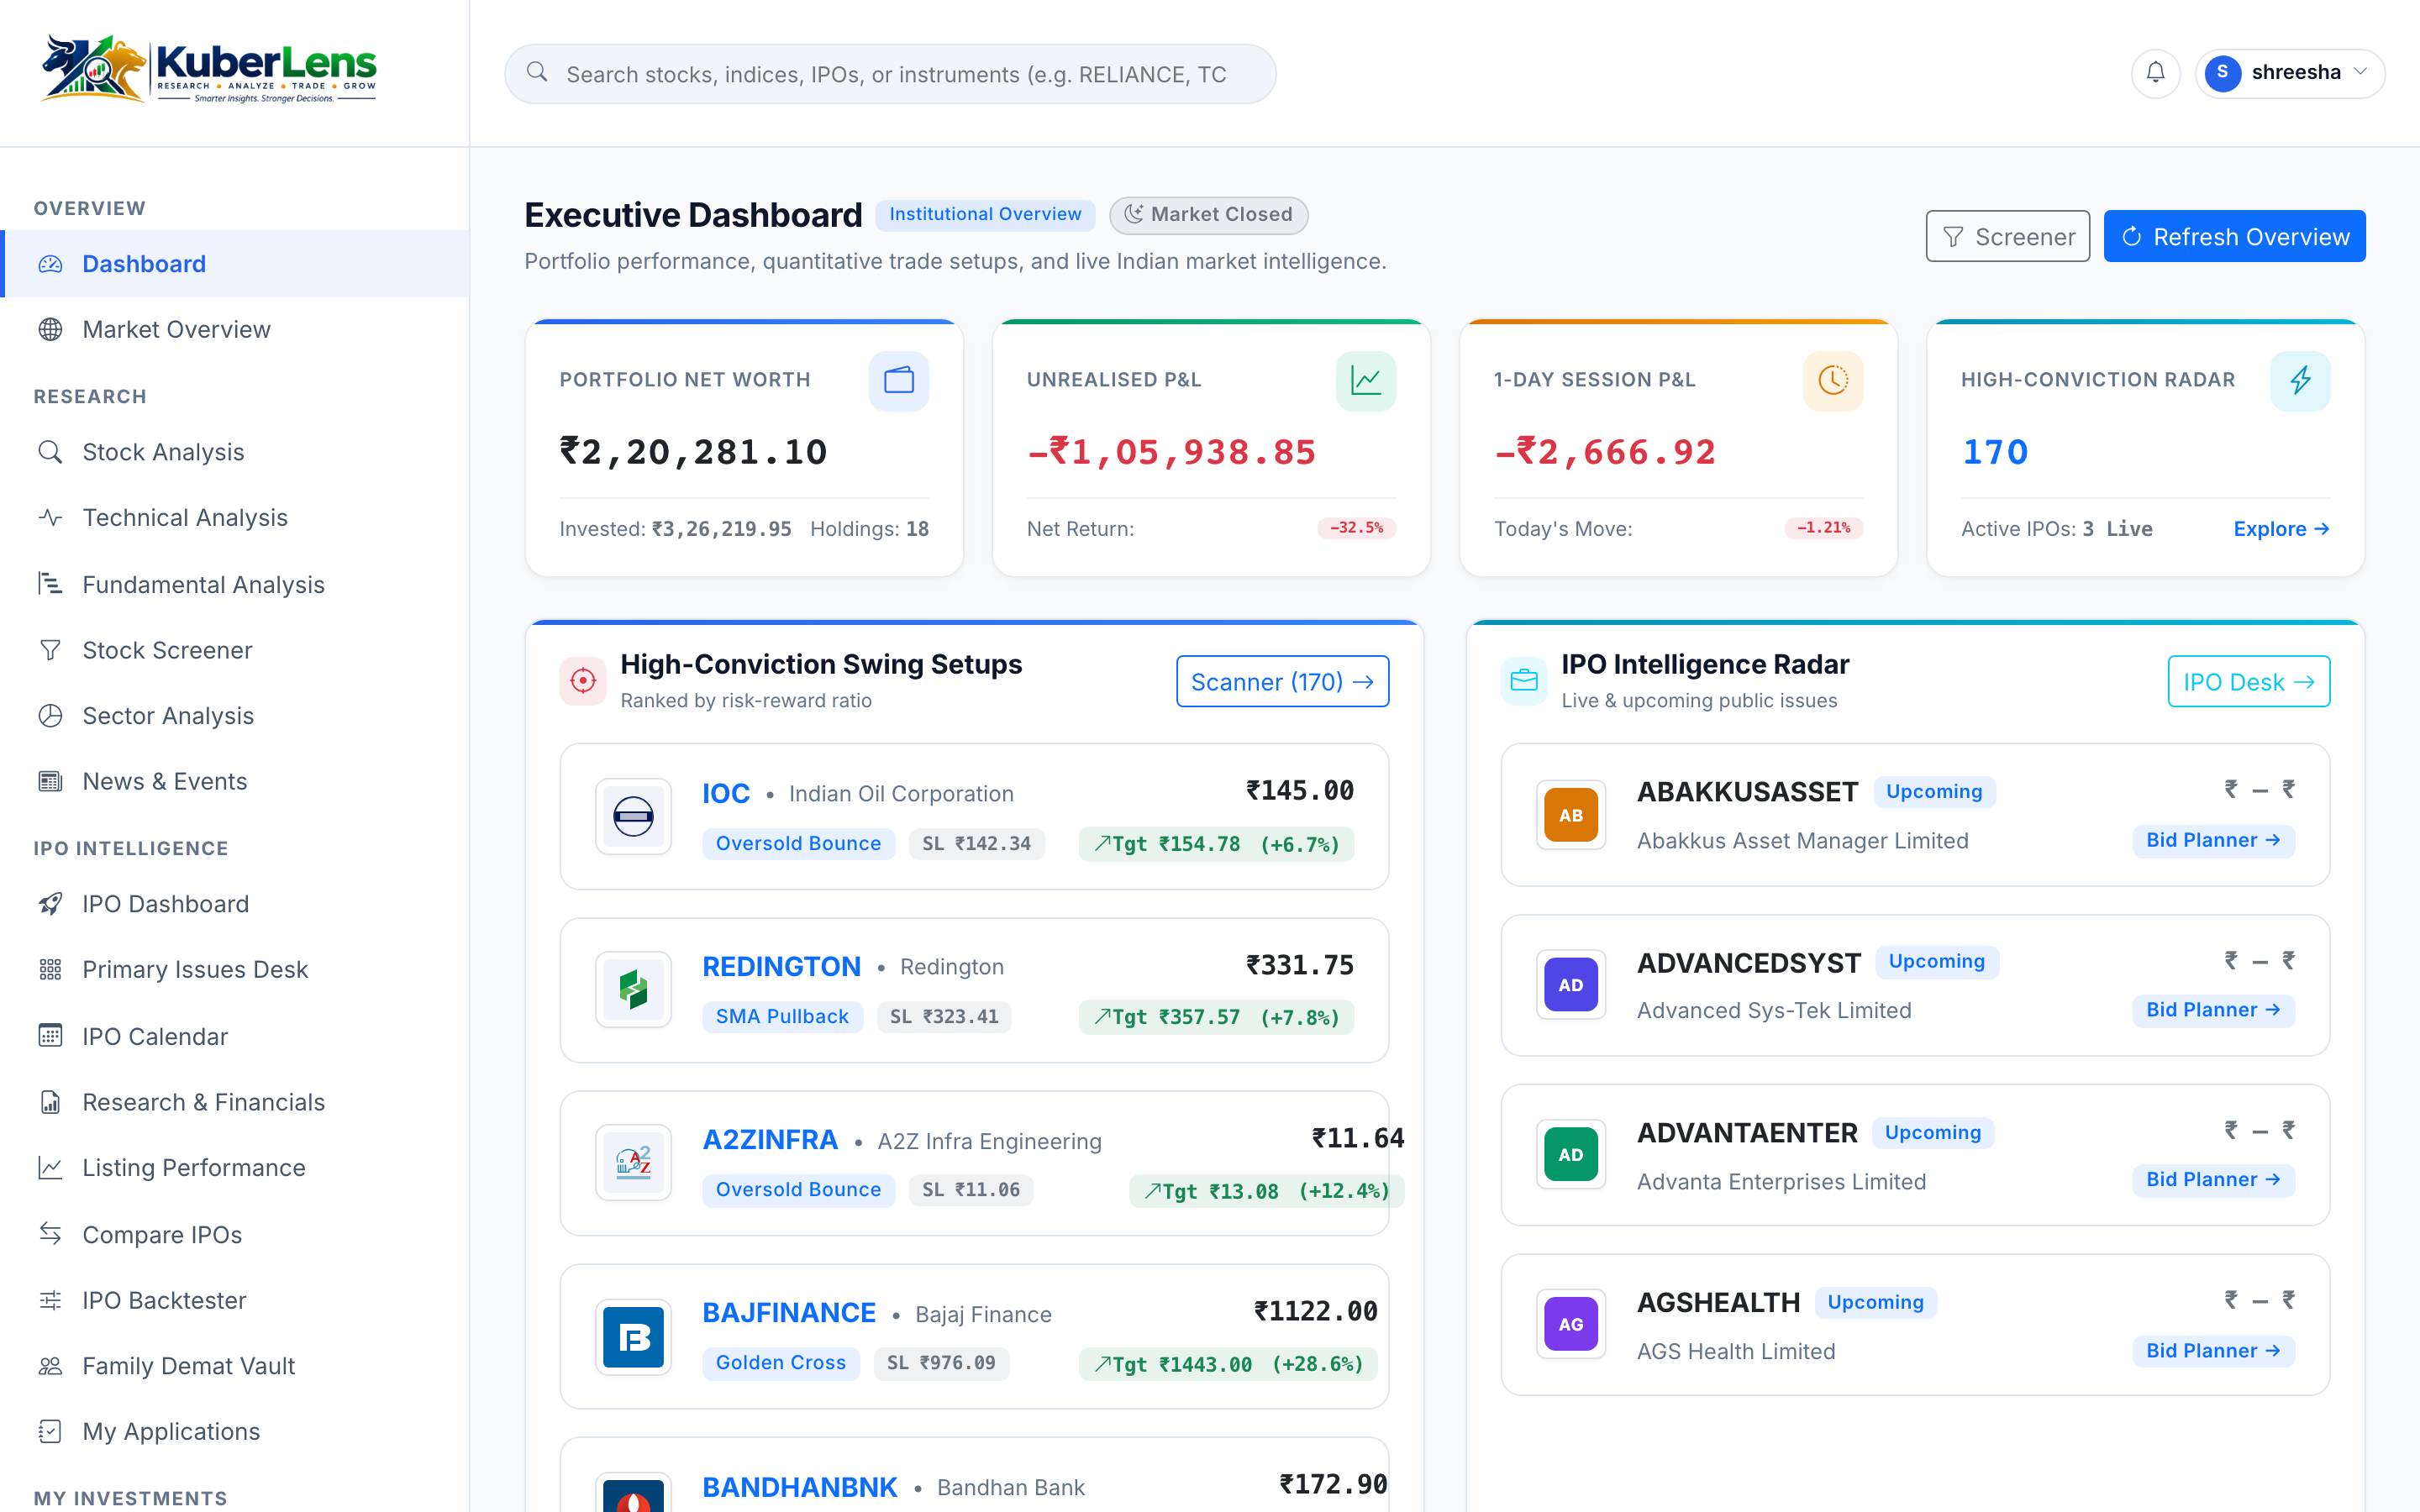 KuberLens
RESEARCH • ANALYZE • TRADE • GROW
Smarter Insights. Stronger Decisions.
Search stocks, indices, IPOs, or instruments (e.g. RELIANCE, TC
S shreesha
OVERVIEW
Dashboard
Market Overview
RESEARCH
Stock Analysis
Technical Analysis
Fundamental Analysis
Stock Screener
Sector Analysis
News & Events
IPO INTELLIGENCE
IPO Dashboard
Primary Issues Desk
IPO Calendar
Research & Financials
Listing Performance
Compare IPOs
IPO Backtester
Family Demat Vault
My Applications
MY INVESTMENTS
Executive Dashboard Institutional Overview Market Closed
Portfolio performance, quantitative trade setups, and live Indian market intelligence.
Screener Refresh Overview
PORTFOLIO NET WORTH
₹2,20,281.10
Invested: ₹3,26,219.95 Holdings: 18
UNREALISED P&L
−₹1,05,938.85
Net Return: −32.5%
1-DAY SESSION P&L
−₹2,666.92
Today's Move: −1.21%
HIGH-CONVICTION RADAR
170
Active IPOs: 3 Live Explore →
High-Conviction Swing Setups
Ranked by risk-reward ratio
Scanner (170) →
IOC • Indian Oil Corporation ₹145.00
Oversold Bounce SL ₹142.34 ↗Tgt ₹154.78 (+6.7%)
REDINGTON • Redington ₹331.75
SMA Pullback SL ₹323.41 ↗Tgt ₹357.57 (+7.8%)
A2Z
A2ZINFRA • A2Z Infra Engineering ₹11.64
Oversold Bounce SL ₹11.06 ↗Tgt ₹13.08 (+12.4%)
B
BAJFINANCE • Bajaj Finance ₹1122.00
Golden Cross SL ₹976.09 ↗Tgt ₹1443.00 (+28.6%)
BANDHANBNK • Bandhan Bank ₹172.90
IPO Intelligence Radar
Live & upcoming public issues
IPO Desk →
AB
ABAKKUSASSET Upcoming ₹ – ₹
Abakkus Asset Manager Limited Bid Planner →
AD
ADVANCEDSYST Upcoming ₹ – ₹
Advanced Sys-Tek Limited Bid Planner →
AD
ADVANTAENTER Upcoming ₹ – ₹
Advanta Enterprises Limited Bid Planner →
AG
AGSHEALTH Upcoming ₹ – ₹
AGS Health Limited Bid Planner →